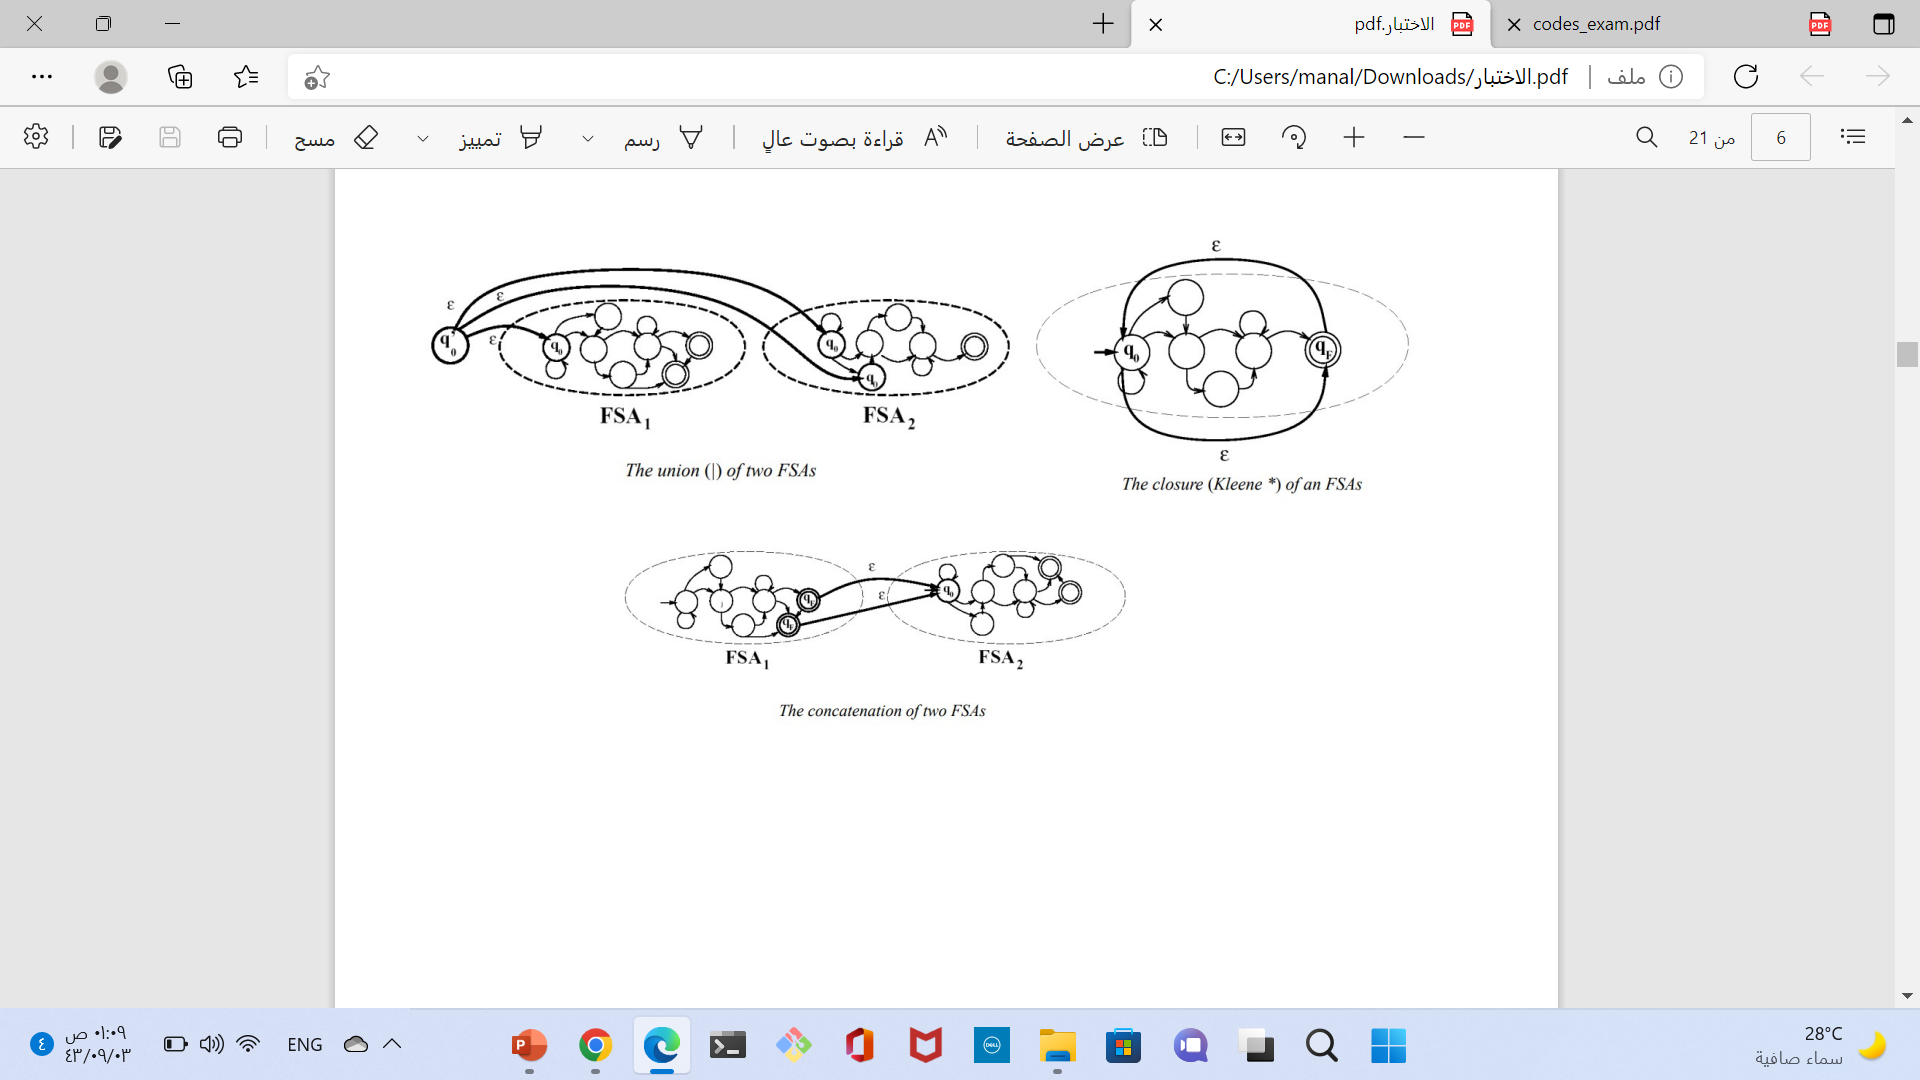 codes_exam.pdf
الاختبار.pdf
ملف
C:/Users/manal/Downloads/الاختبار.pdf
6
من 21
عرض الصفحة
قراءة بصوت عالٍ
رسم
تمييز
مسح
ε
ε
ε
ε
q'0
q0
q0
q0
q0
qF
FSA1
FSA2
ε
The union (|) of two FSAs
The closure (Kleene *) of an FSAs
ε
ε
qF
qF
q0
FSA1
FSA2
The concatenation of two FSAs
28°C
سماء صافية
ENG
٠١:٠٩ ص
٤٣/٠٩/٠٣
٤